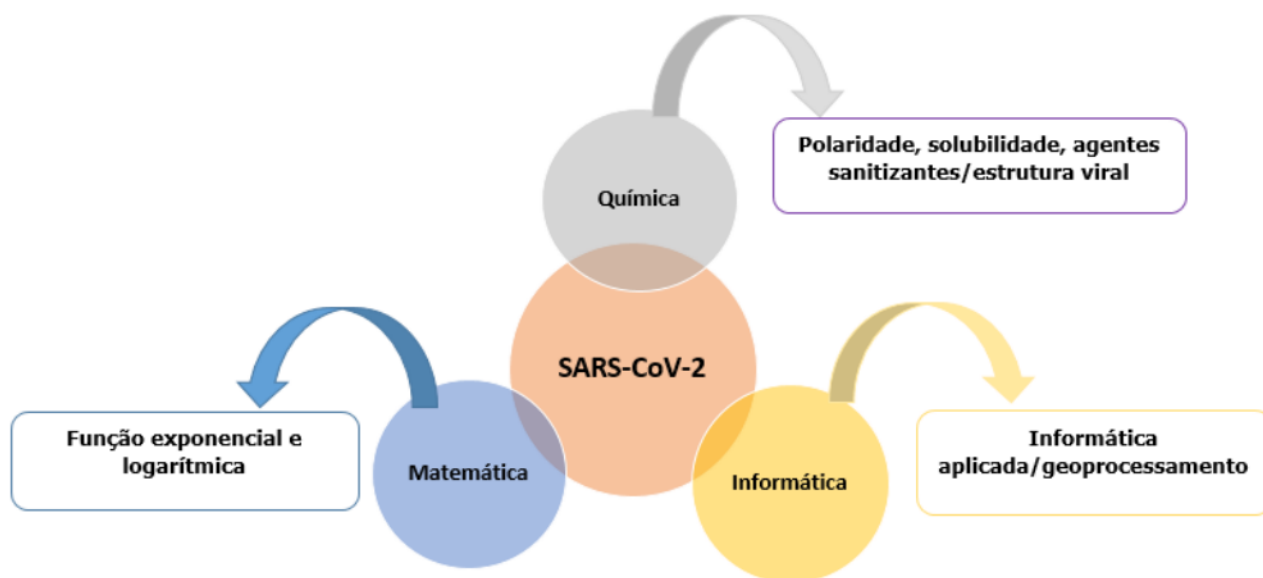 Polaridade, solubilidade, agentes
sanitizantes/estrutura viral
Química
SARS-CoV-2
Função exponencial e
logarítmica
Matemática
Informática
Informática
aplicada/geoprocessamento